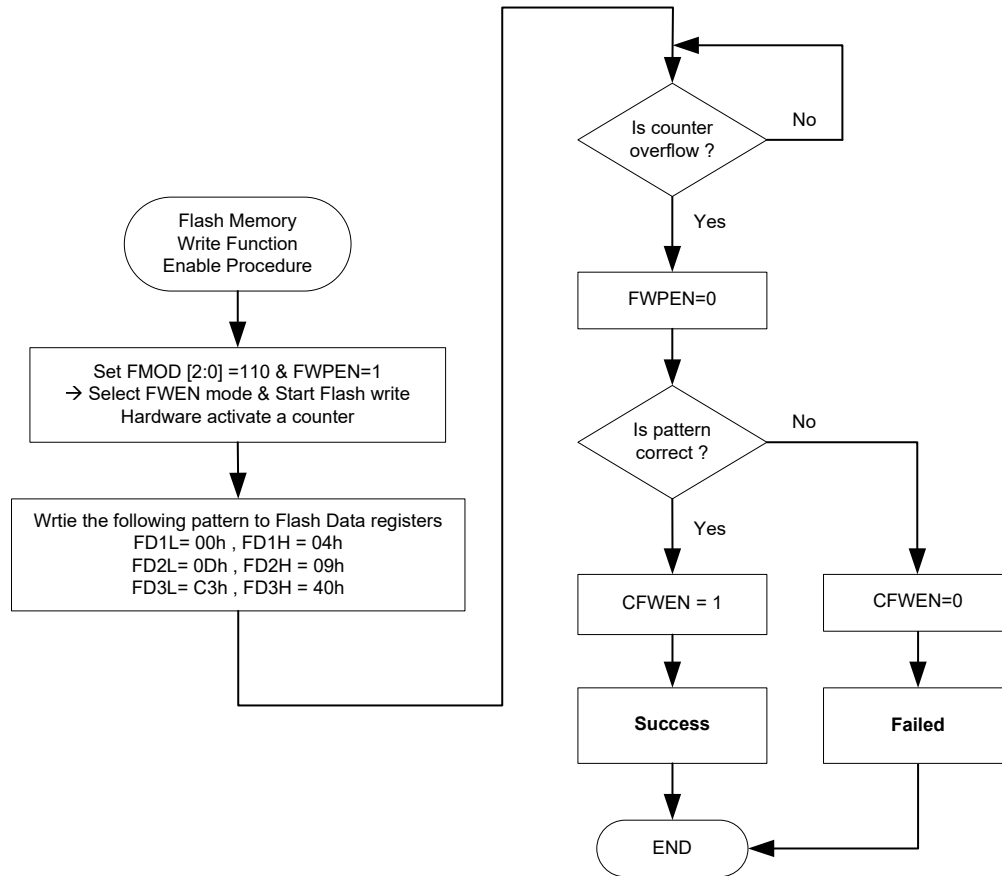 Flash Memory
Write Function
Enable Procedure
Set FMOD [2:0] =110 & FWPEN=1
→ Select FWEN mode & Start Flash write
Hardware activate a counter
Wrtie the following pattern to Flash Data registers
FD1L= 00h , FD1H = 04h
FD2L= 0Dh , FD2H = 09h
FD3L= C3h , FD3H = 40h
Is counter
overflow ?
No
Yes
FWPEN=0
Is pattern
correct ?
No
Yes
CFWEN = 1
CFWEN=0
Success
Failed
END